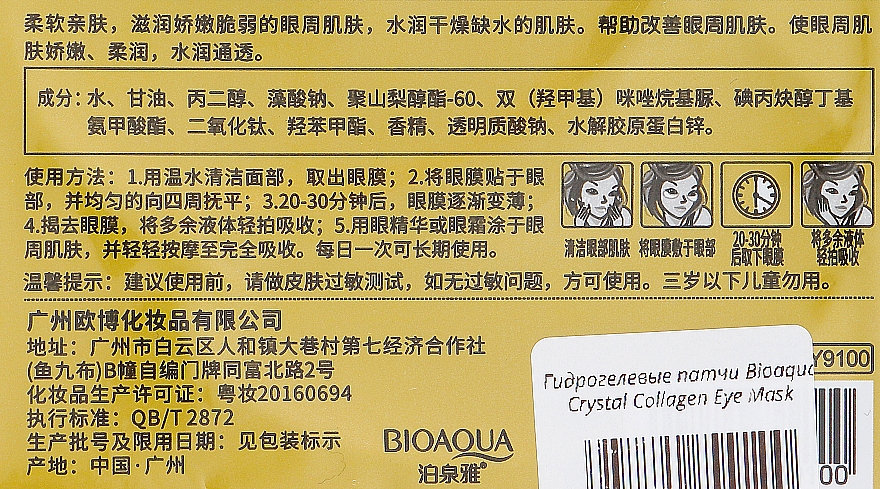 柔软亲肤，滋润娇嫩脆弱的眼周肌肤，水润干燥缺水的肌肤。帮助改善眼周肌肤。使眼周肌
肤娇嫩、柔润，水润通透。
成分：水、甘油、丙二醇、藻酸钠、聚山梨醇酯-60、双（羟甲基）咪唑烷基脲、碘丙炔醇丁基
氨甲酸酯、二氧化钛、羟苯甲酯、香精、透明质酸钠、水解胶原蛋白锌。
使用方法：1.用温水清洁面部，取出眼膜；2.将眼膜贴于眼
部，并均匀的向四周抚平；3.20-30分钟后，眼膜逐渐变薄；
4.揭去眼膜，将多余液体轻拍吸收；5.用眼精华或眼霜涂于眼
周肌肤，并轻轻按摩至完全吸收。每日一次可长期使用。
清洁眼部肌肤
将眼膜敷于眼部
20-30分钟
后取下眼膜
将多余液体
轻拍吸收
温馨提示：建议使用前，请做皮肤过敏测试，如无过敏问题，方可使用。三岁以下儿童勿用。
广州欧博化妆品有限公司
地址：广州市白云区人和镇大巷村第七经济合作社
(鱼九布)B幢自编门牌同富北路2号
化妆品生产许可证：粤妆20160694
执行标准：QB/T 2872
生产批号及限用日期：见包装标示
产地：中国·广州
BIOAQUA
泊泉雅®
Гидрогелевые патчи Bioaqua
Crystal Collagen Eye Mask
Y9100
00